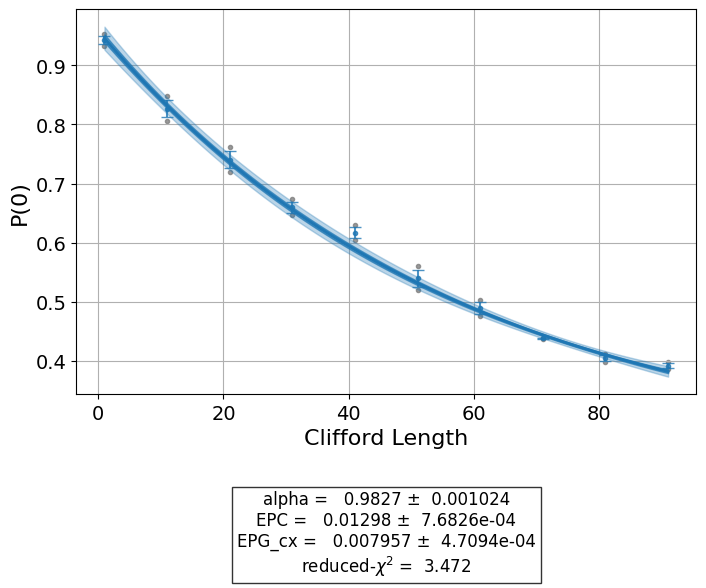 0.9
0.8
0.7
0.6
0.5
0.4
P(0)
0 20 40 60 80
Clifford Length
alpha = 0.9827 ± 0.001024
EPC = 0.01298 ± 7.6826e-04
EPG_cx = 0.007957 ± 4.7094e-04
reduced-χ² = 3.472